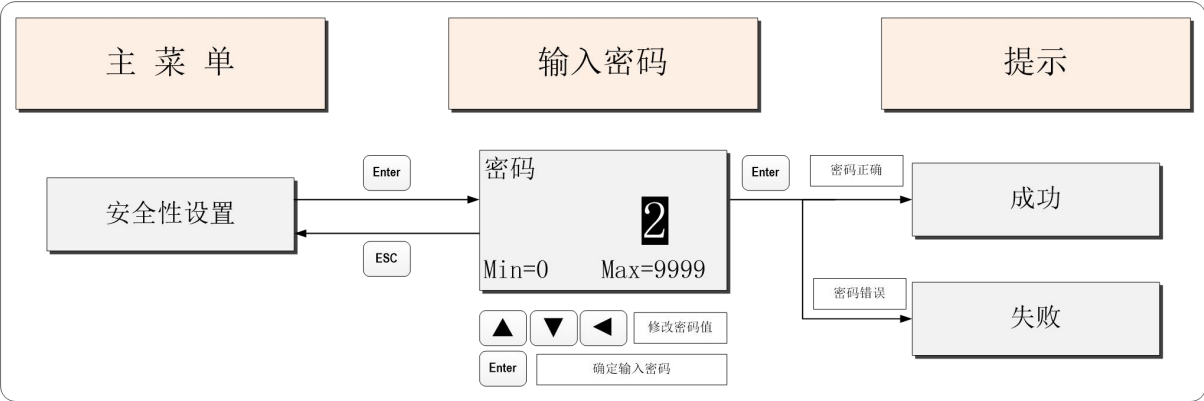 主 菜 单
输入密码
提示
安全性设置
Enter
ESC
密码
2
Min=0 Max=9999
Enter
密码正确
成功
密码错误
失败
▲ ▼ ◀ 修改密码值
Enter 确定输入密码